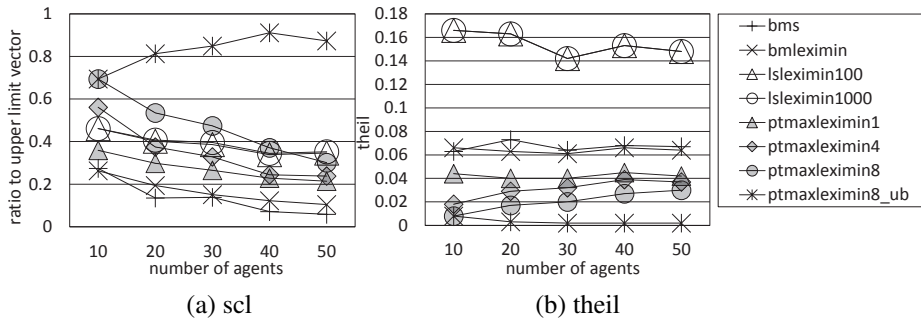 ratio to upper limit vector
1
0.8
0.6
0.4
0.2
0
10 20 30 40 50
number of agents
(a) scl
theil
0.18
0.16
0.14
0.12
0.1
0.08
0.06
0.04
0.02
0
10 20 30 40 50
number of agents
(b) theil
bms
bmleximin
lsleximin100
lsleximin1000
ptmaxleximin1
ptmaxleximin4
ptmaxleximin8
ptmaxleximin8_ub